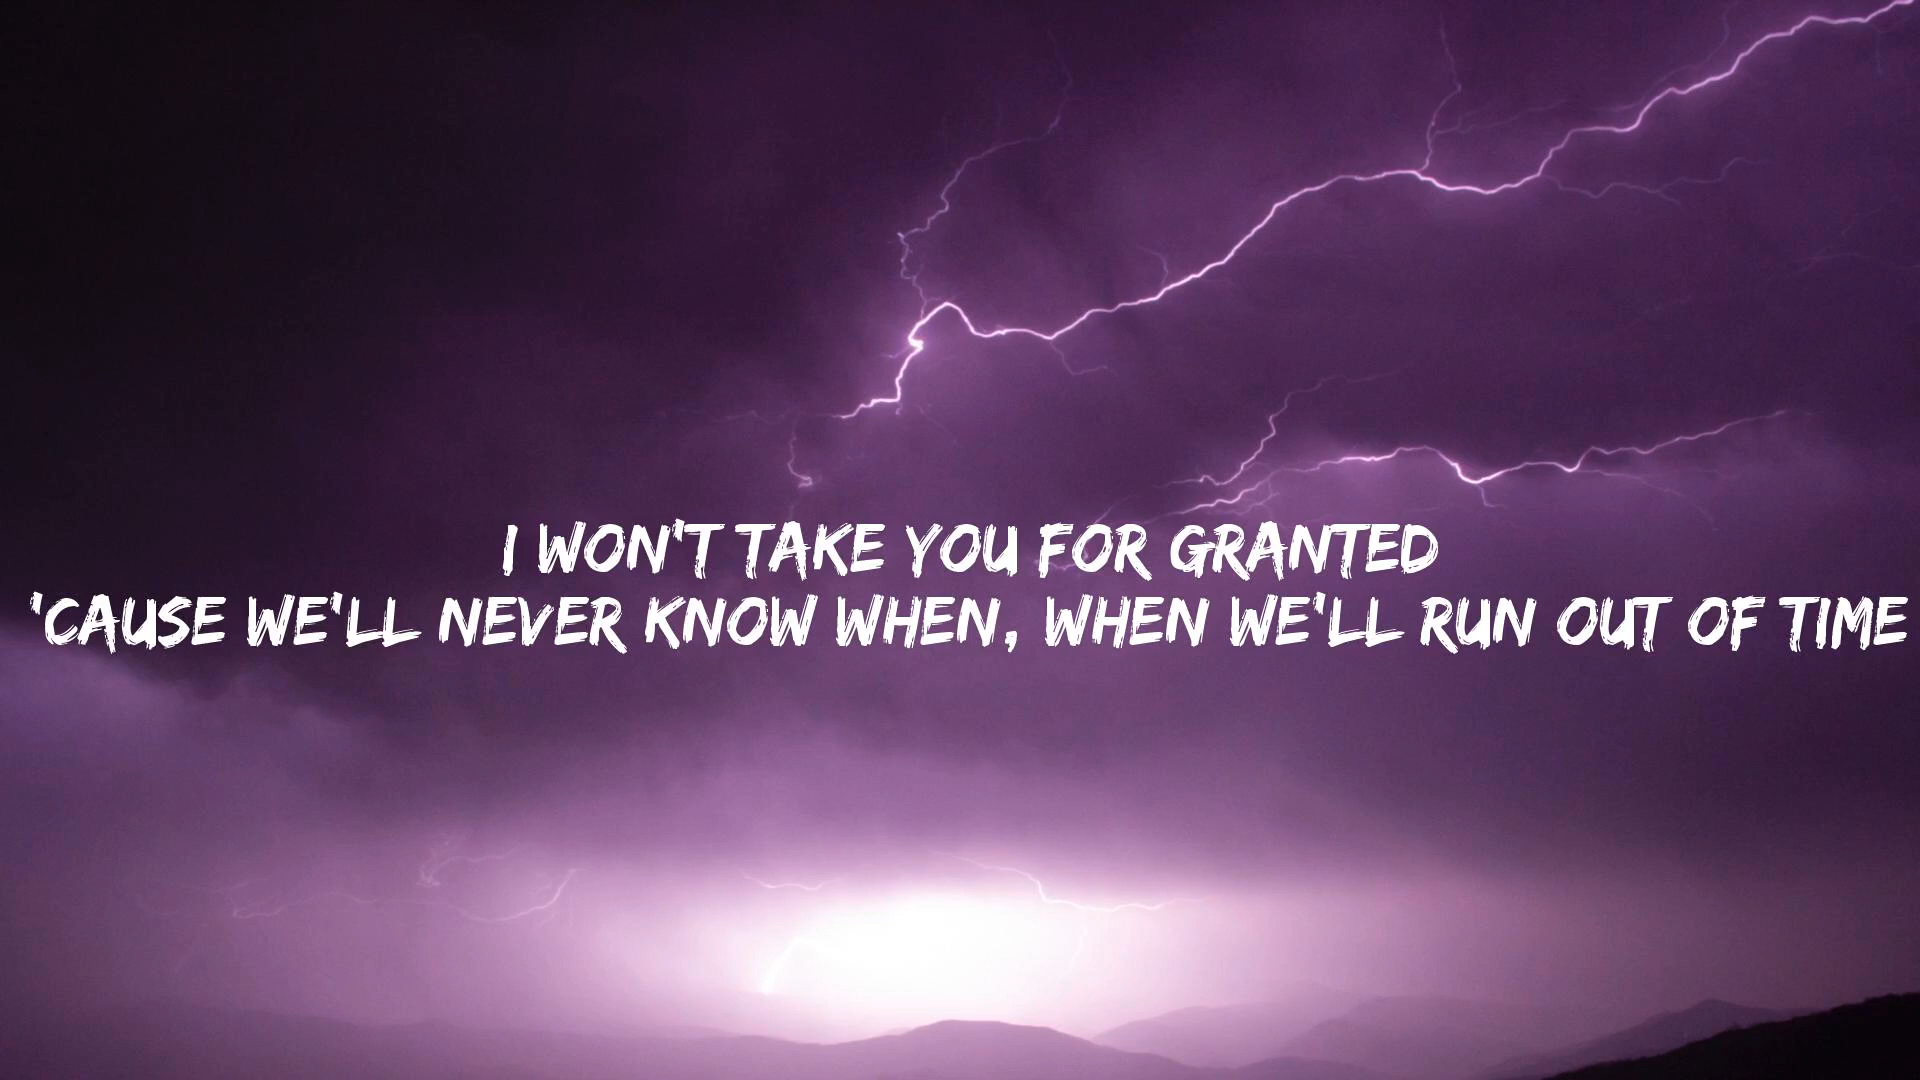 I WON'T TAKE YOU FOR GRANTED
'CAUSE WE'LL NEVER KNOW WHEN, WHEN WE'LL RUN OUT OF TIME